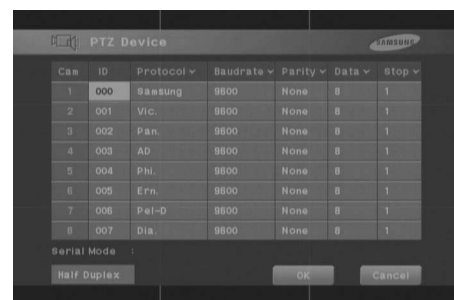 PTZ Device SAMSUNG
Cam ID Protocol Baudrate Parity Data Stop
1 000 Samsung 9600 None 8 1
2 001 Vic. 9600 None 8 1
3 002 Pan. 9600 None 8 1
4 003 AD 9600 None 8 1
5 004 Phi. 9600 None 8 1
6 005 Ern. 9600 None 8 1
7 006 Pel-D 9600 None 8 1
8 007 Dia. 9600 None 8 1
Serial Mode :
Half Duplex OK Cancel